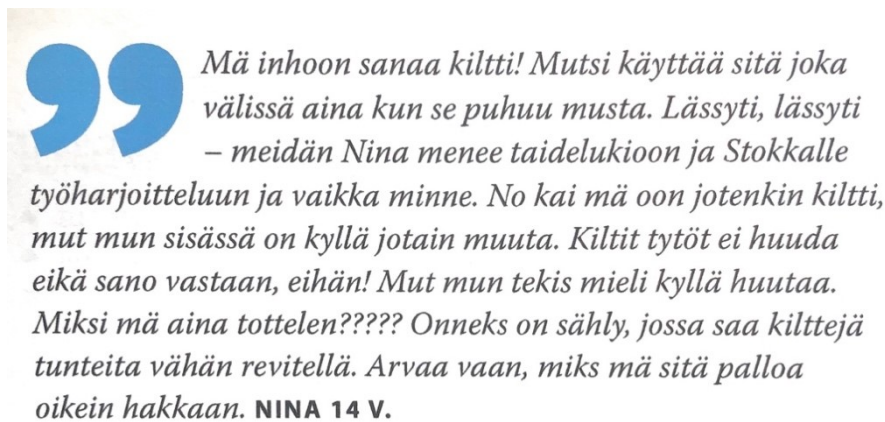 Mä inhoon sanaa kiltti! Mutsi käyttää sitä joka
välissä aina kun se puhuu musta. Lässyti, lässyti
– meidän Nina menee taidelukioon ja Stokkalle
työharjoitteluun ja vaikka minne. No kai mä oon jotenkin kiltti,
mut mun sisässä on kyllä jotain muuta. Kiltit tytöt ei huuda
eikä sano vastaan, eihän! Mut mun tekis mieli kyllä huutaa.
Miksi mä aina tottelen????? Onneks on sähly, jossa saa kilttejä
tunteita vähän revitellä. Arvaa vaan, miks mä sitä palloa
oikein hakkaan. NINA 14 V.